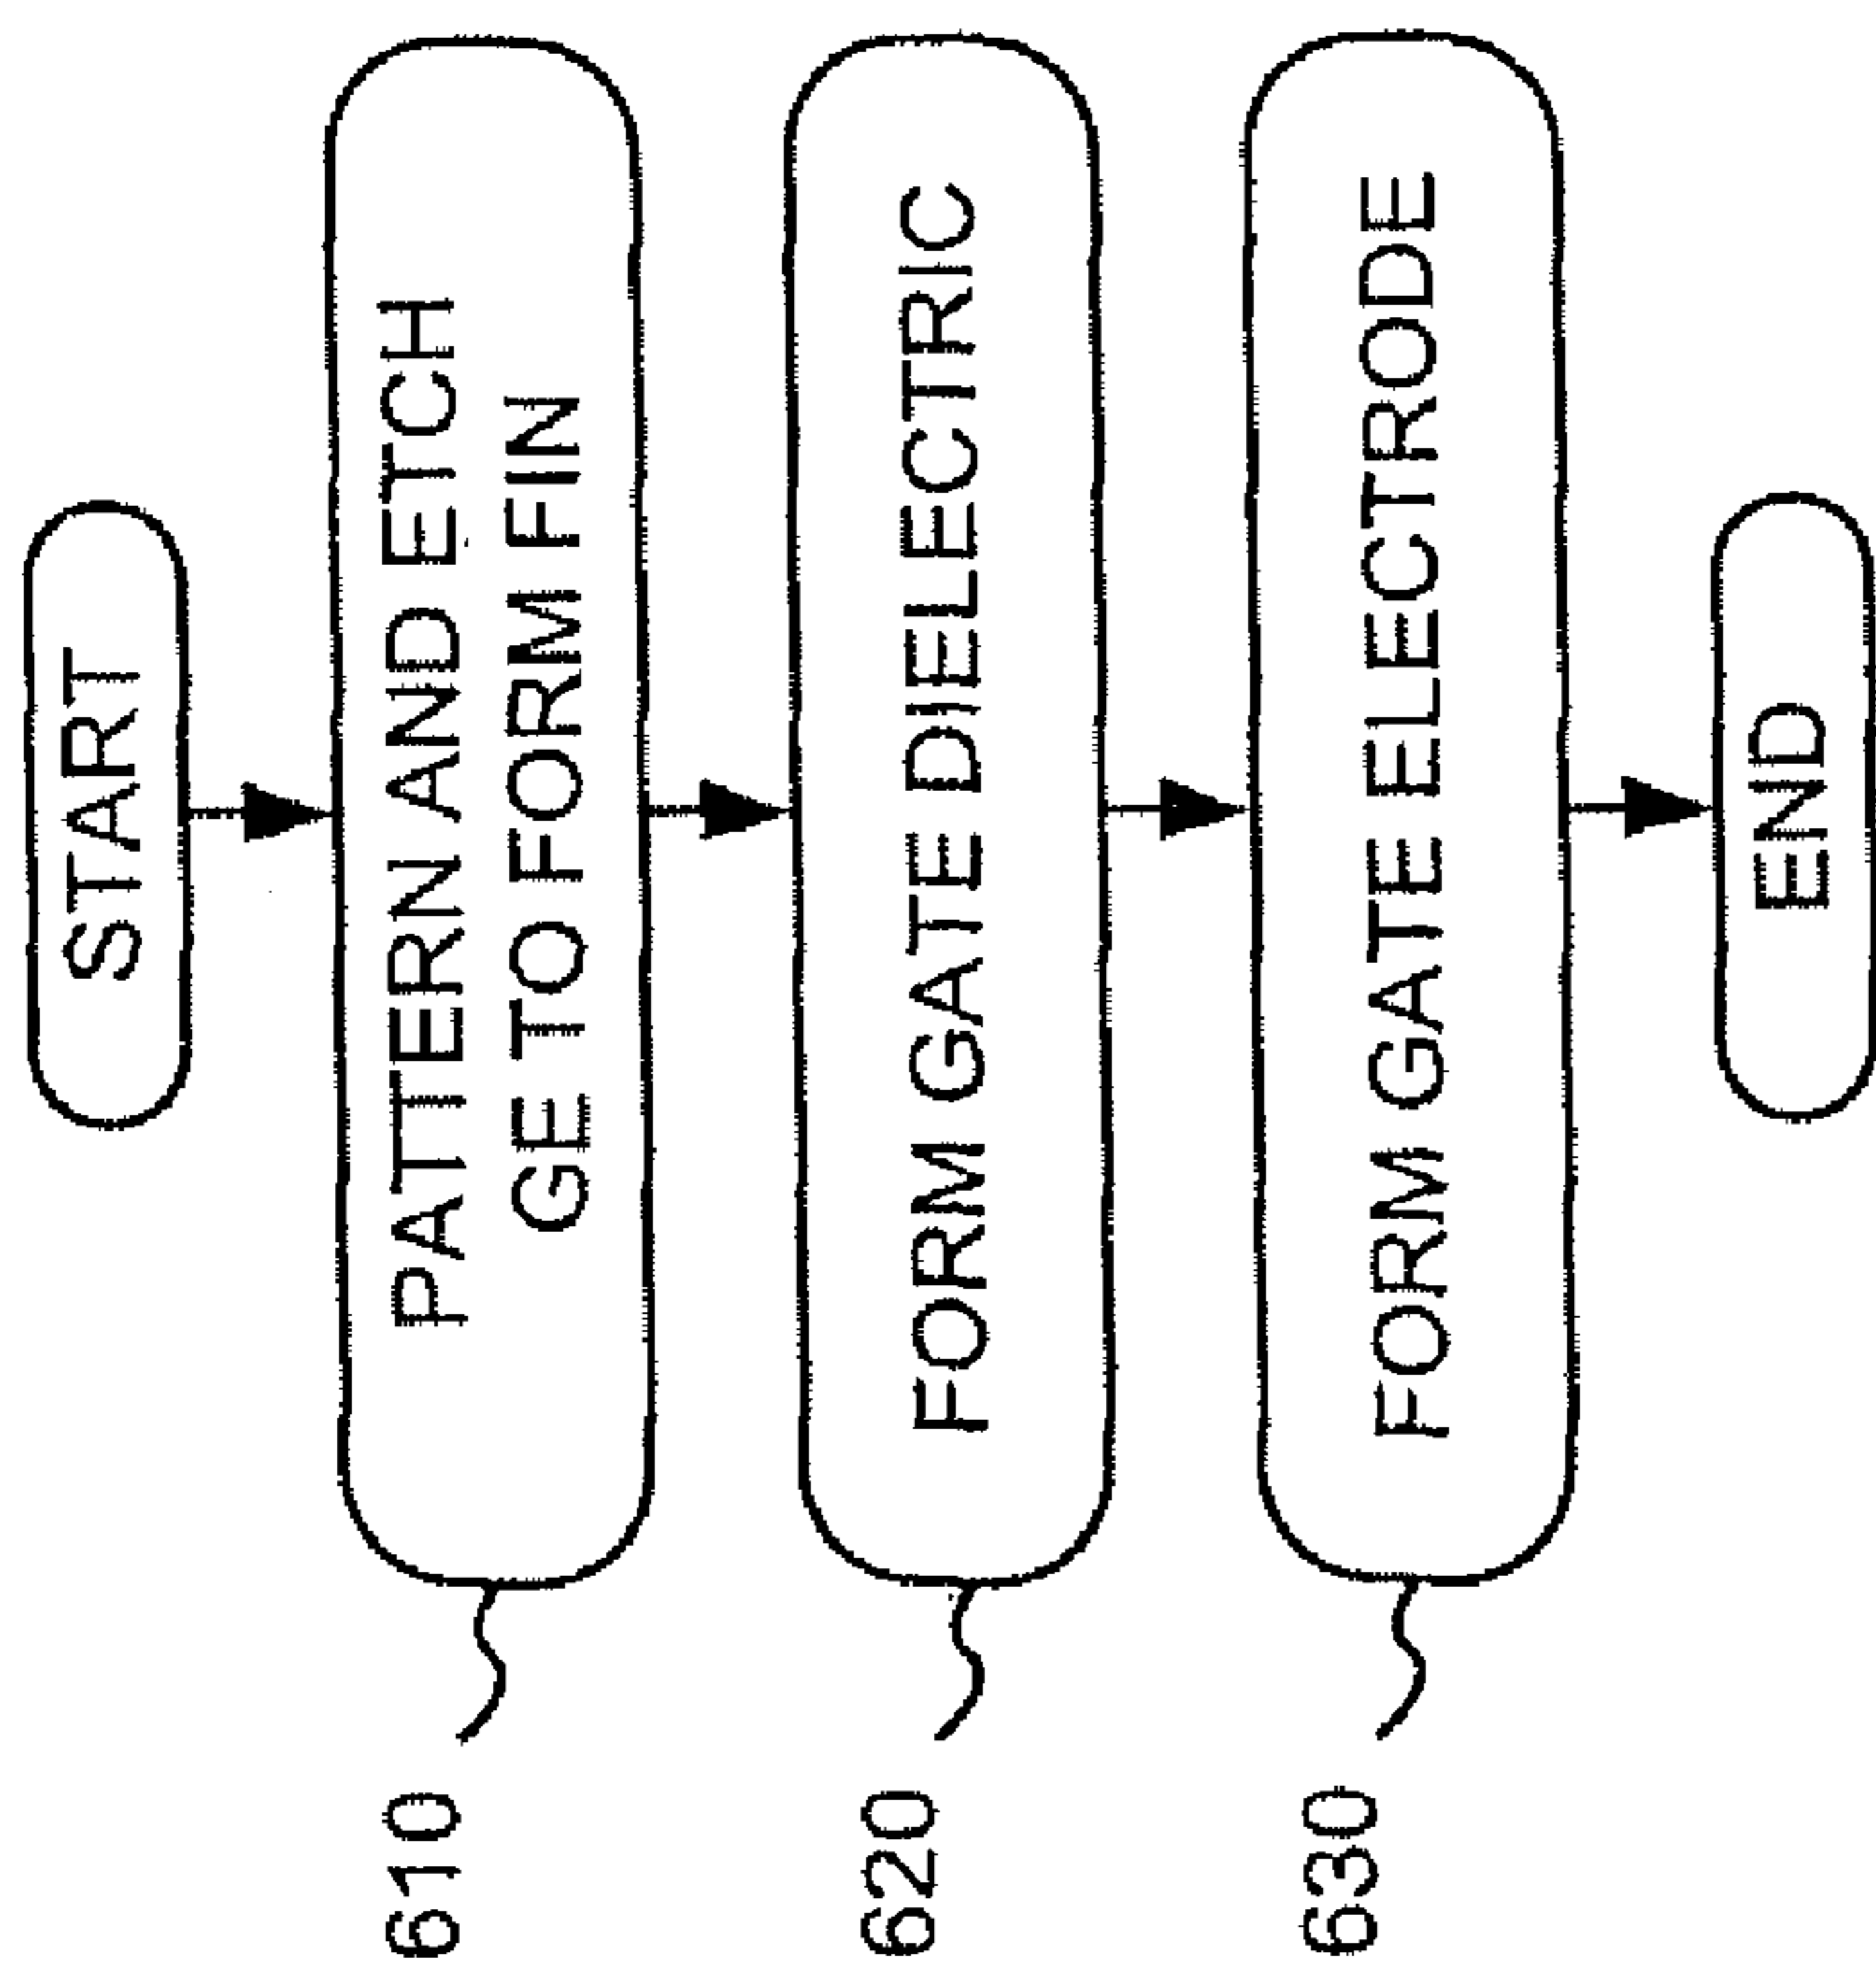 START
610
PATTERN AND ETCH
GE TO FORM FIN
620
FORM GATE DIELECTRIC
630
FORM GATE ELECTRODE
END